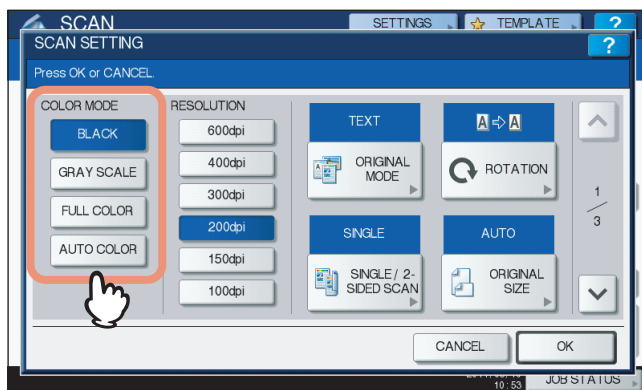 SCAN
SETTINGS
TEMPLATE
?
SCAN SETTING
?
Press OK or CANCEL.
COLOR MODE
BLACK
GRAY SCALE
FULL COLOR
AUTO COLOR
RESOLUTION
600dpi
400dpi
300dpi
200dpi
150dpi
100dpi
TEXT
ORIGINAL
MODE
A A
ROTATION
SINGLE
SINGLE / 2-
SIDED SCAN
AUTO
ORIGINAL
SIZE
1
/
3
CANCEL
OK
10:53
JOB STATUS